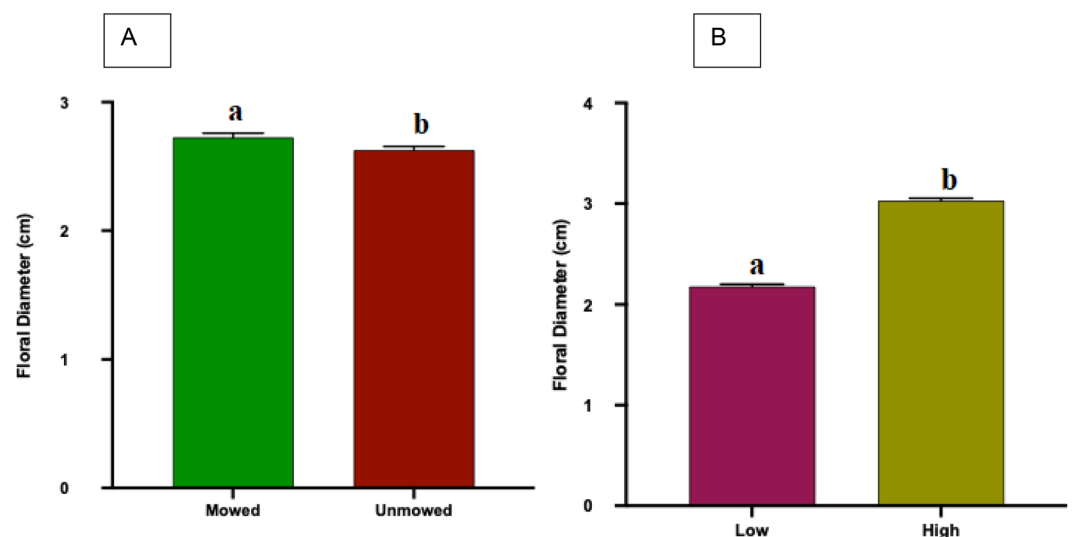 A
Floral Diameter (cm)
3
2
1
0
a
b
Mowed
Unmowed
B
Floral Diameter (cm)
4
3
2
1
0
a
b
Low
High